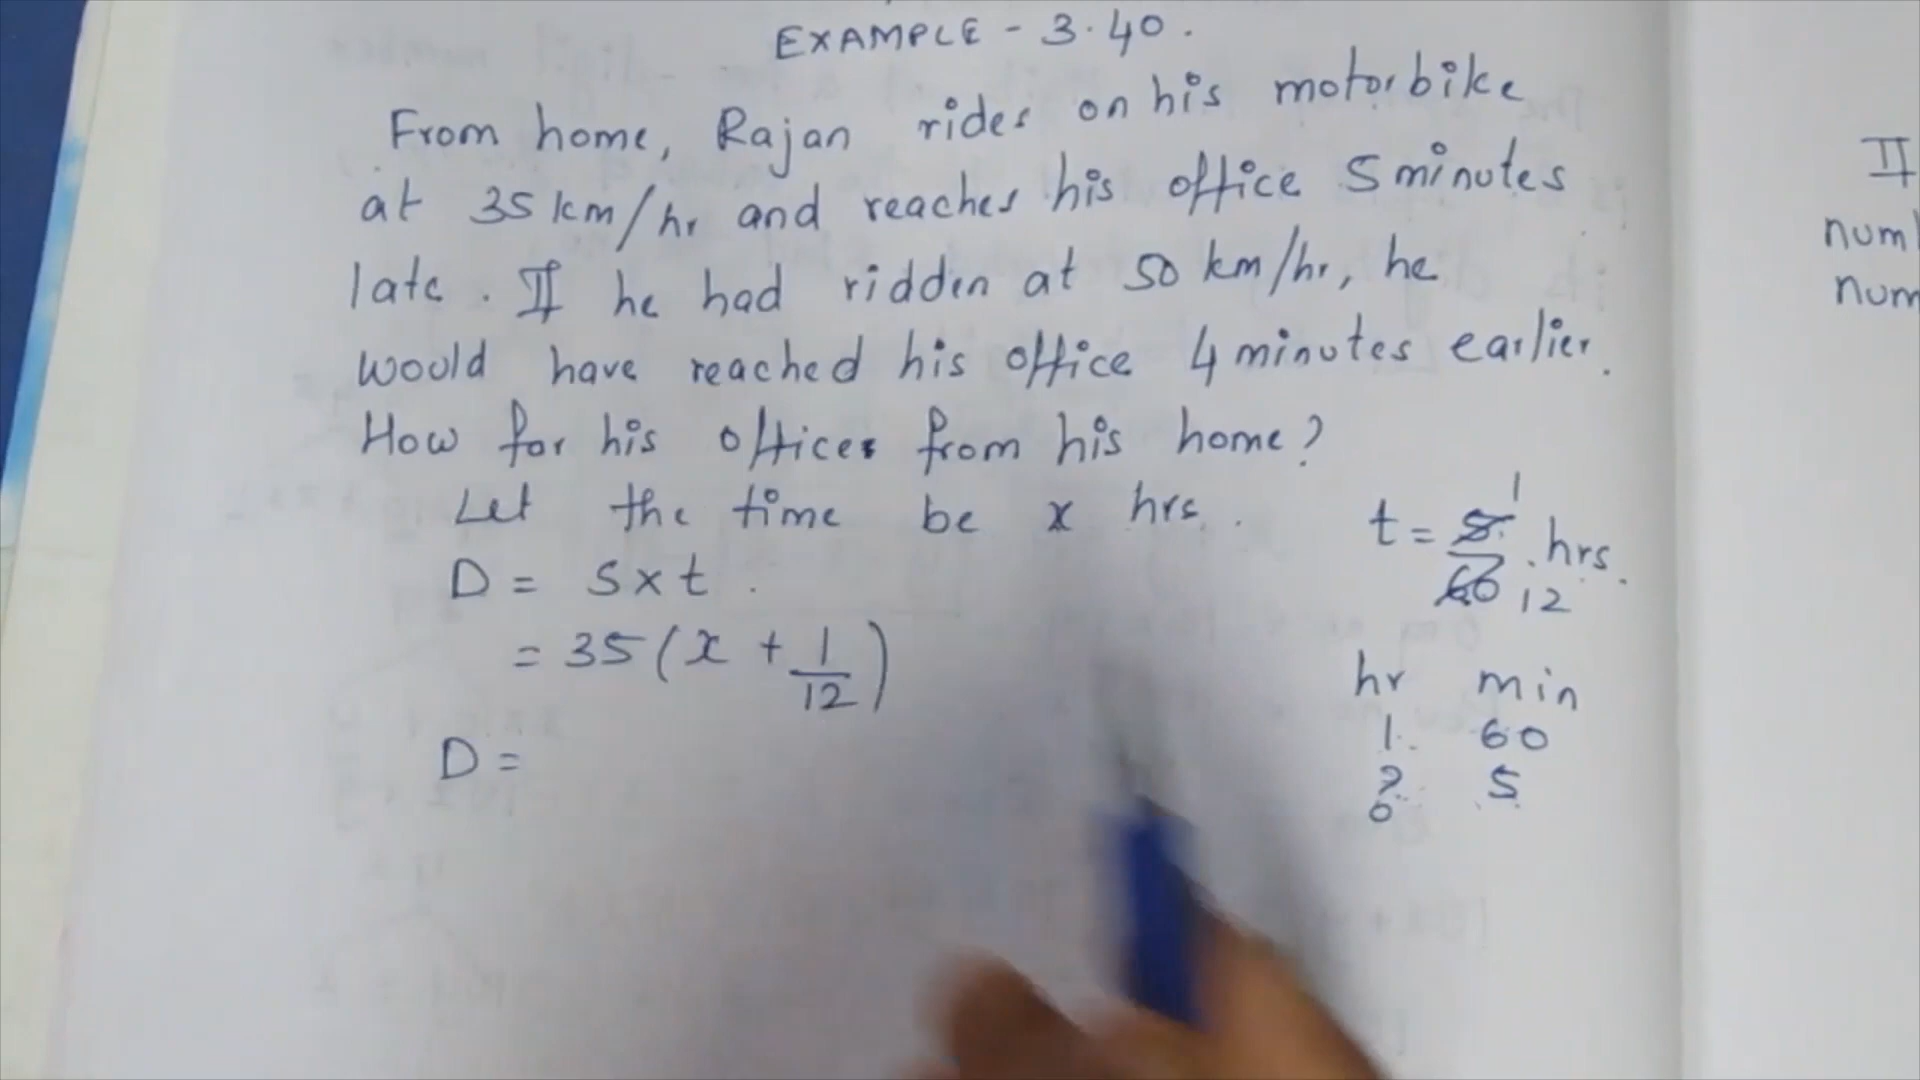 EXAMPLE - 3.40.
From home, Rajan rides on his motorbike
at 35 km/hr and reaches his office 5 minutes
late. If he had ridden at 50 km/hr, he
would have reached his office 4 minutes earlier.
How for his offices from his home?
Let the time be x hrs.
D = s x t.
= 35 (x + 1/12)
D =
t = 5/60 1/12 hrs.
hr min
1. 60
? 5
II
num
num